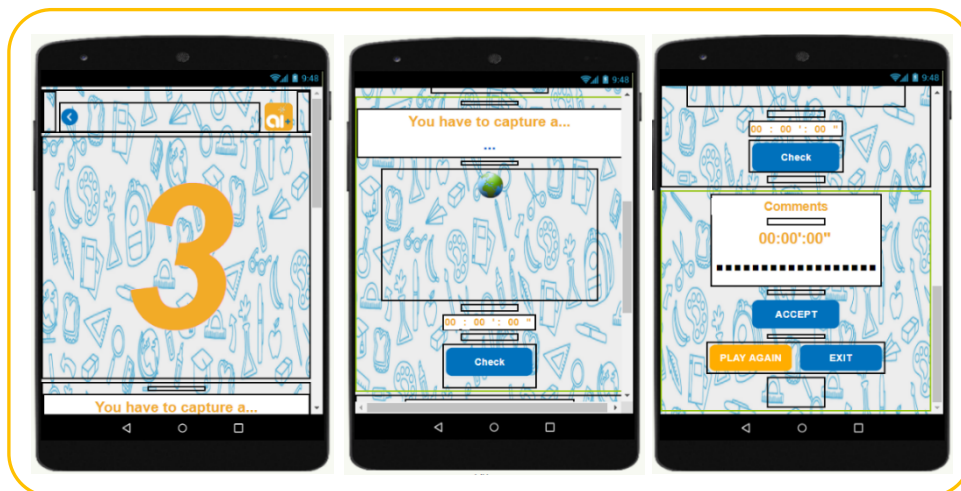 9:48
ai+
3
You have to capture a...
9:48
You have to capture a...
...
00 : 00 ' : 00 "
Check
9:48
00 : 00 ' : 00 "
Check
Comments
00:00':00"
ACCEPT
PLAY AGAIN EXIT